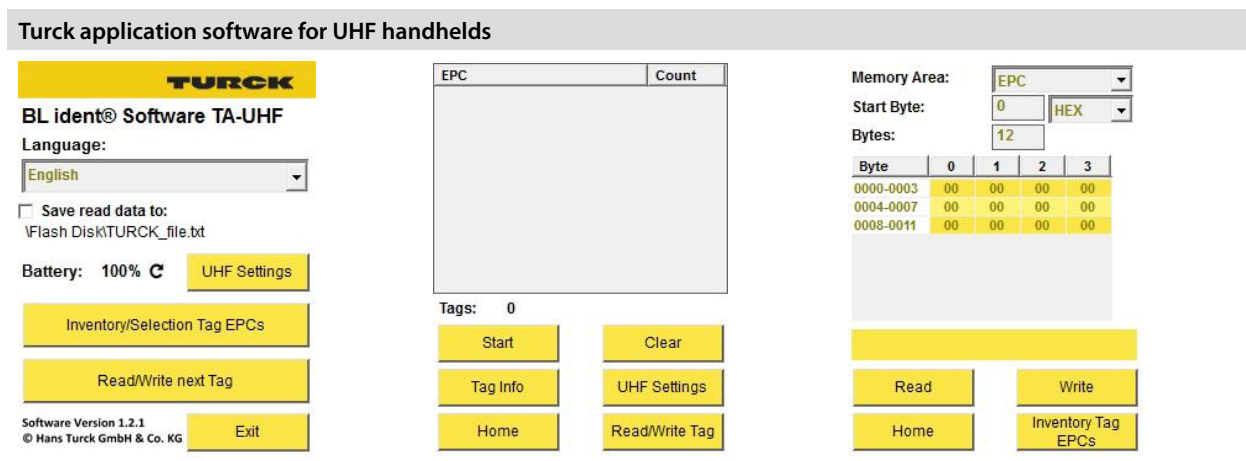 Turck application software for UHF handhelds
TURCK
BL ident® Software TA-UHF
Language:
English
Save read data to:
\Flash Disk\TURCK_file.txt
Battery: 100% UHF Settings
Inventory/Selection Tag EPCs
Read/Write next Tag
Software Version 1.2.1
© Hans Turck GmbH & Co. KG
Exit
EPC Count
Tags: 0
Start Clear
Tag Info UHF Settings
Home Read/Write Tag
Memory Area: EPC
Start Byte: 0 HEX
Bytes: 12
Byte 0 1 2 3
0000-0003 00 00 00 00
0004-0007 00 00 00 00
0008-0011 00 00 00 00
Read Write
Home Inventory Tag
EPCs